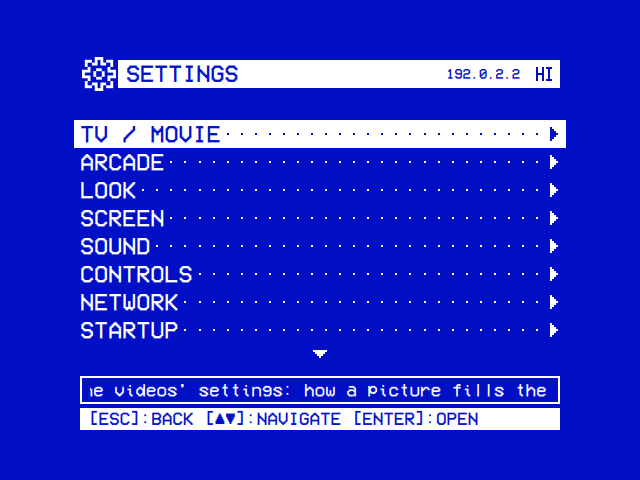 SETTINGS 192.0.2.2 HI
TV / MOVIE
ARCADE
LOOK
SCREEN
SOUND
CONTROLS
NETWORK
STARTUP
videos' settings: how a picture fills the
[ESC]:BACK [▲▼]:NAVIGATE [ENTER]:OPEN